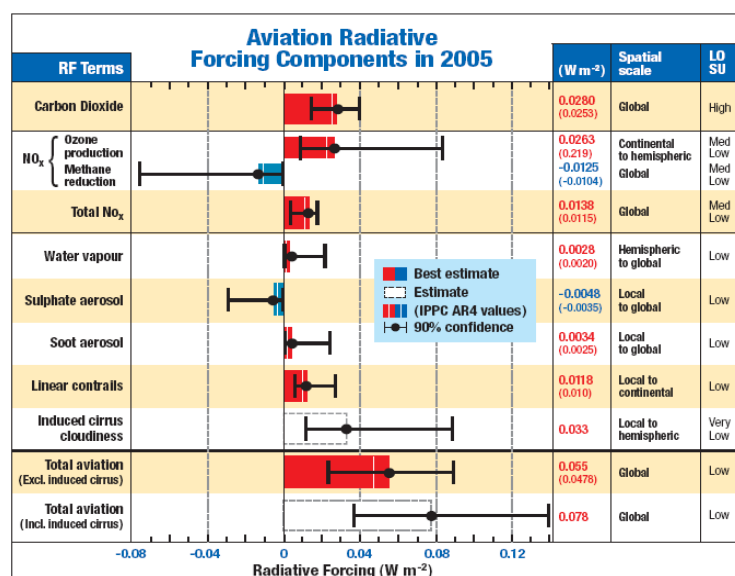 Aviation Radiative
Forcing Components in 2005
RF Terms
(W m-2)
Spatial
scale
LO
SU
Carbon Dioxide
0.0280
(0.0253)
Global
High
NOx
Ozone
production
0.0263
(0.219)
Continental
to hemispheric
Med
Low
Methane
reduction
-0.0125
(-0.0104)
Global
Med
Low
Total NOx
0.0138
(0.0115)
Global
Med
Low
Water vapour
0.0028
(0.0020)
Hemispheric
to global
Low
Sulphate aerosol
-0.0048
(-0.0035)
Local
to global
Low
Soot aerosol
0.0034
(0.0025)
Local
to global
Low
Linear contrails
0.0118
(0.010)
Local to
continental
Low
Induced cirrus
cloudiness
0.033
Local to
hemispheric
Very
Low
Total aviation
(Excl. induced cirrus)
0.055
(0.0478)
Global
Low
Total aviation
(Incl. induced cirrus)
0.078
Global
Low
Best estimate
Estimate
(IPPC AR4 values)
90% confidence
-0.08 -0.04 0 0.04 0.08 0.12
Radiative Forcing (W m-2)